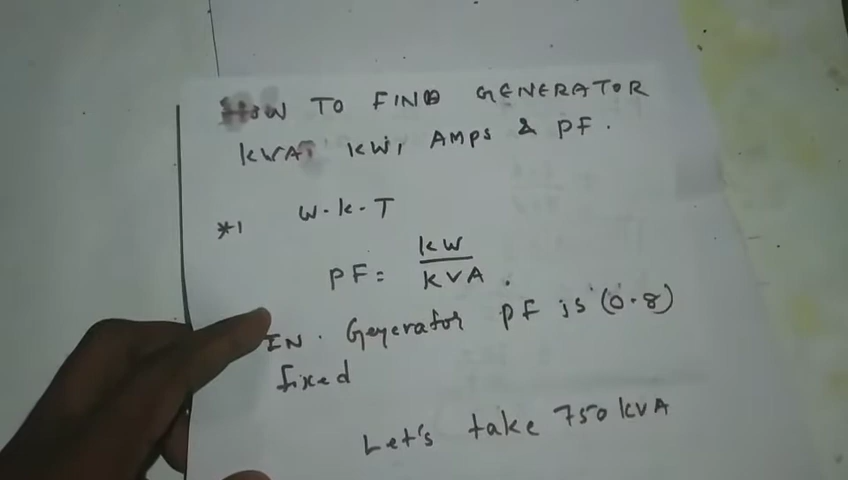 HOW TO FIND GENERATOR
KVA, KW, AMPS & PF.
*1 W.K.T
PF = KW
KVA.
IN. Generator PF is (0.8)
fixed
Let's take 750 KVA